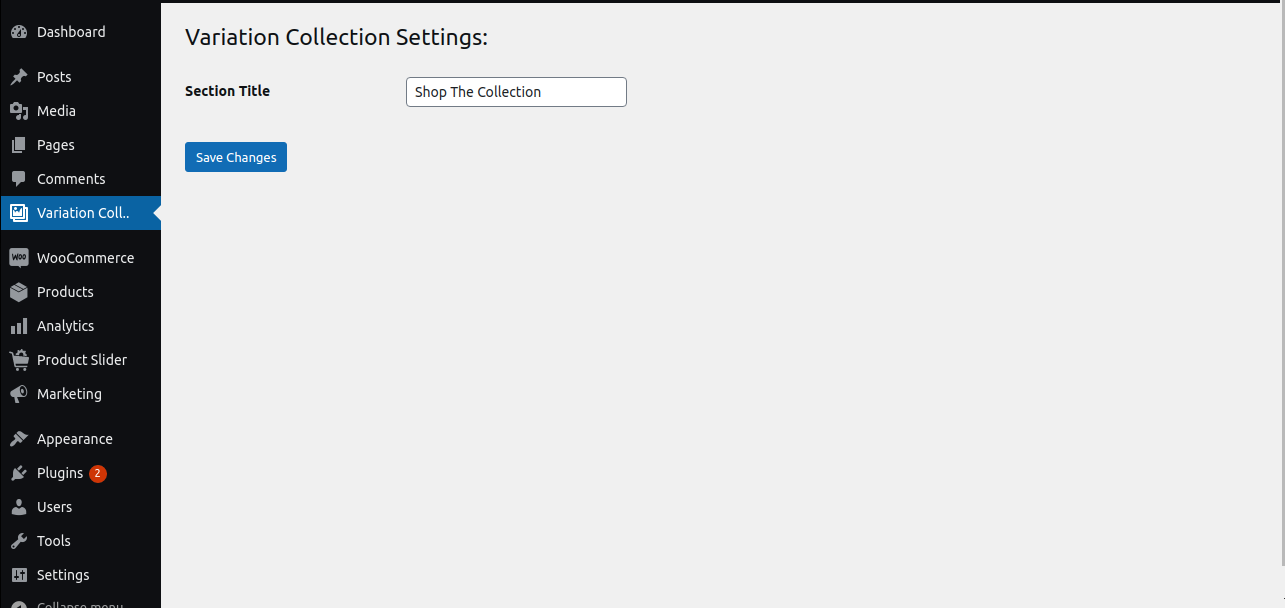 Dashboard
Posts
Media
Pages
Comments
Variation Coll..
WOO WooCommerce
Products
Analytics
Product Slider
Marketing
Appearance
Plugins 2
Users
Tools
Settings
Collapse menu
Variation Collection Settings:
Section Title
Shop The Collection
Save Changes